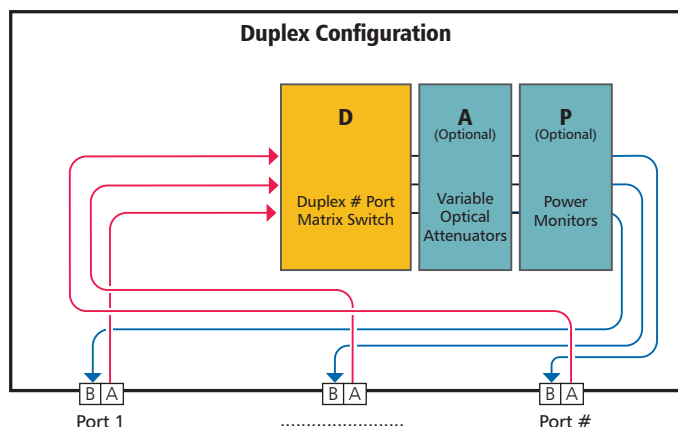 Duplex Configuration
D
Duplex # Port
Matrix Switch
A
(Optional)
Variable
Optical
Attenuators
P
(Optional)
Power
Monitors
B A
B A
B A
Port 1
........................
Port #